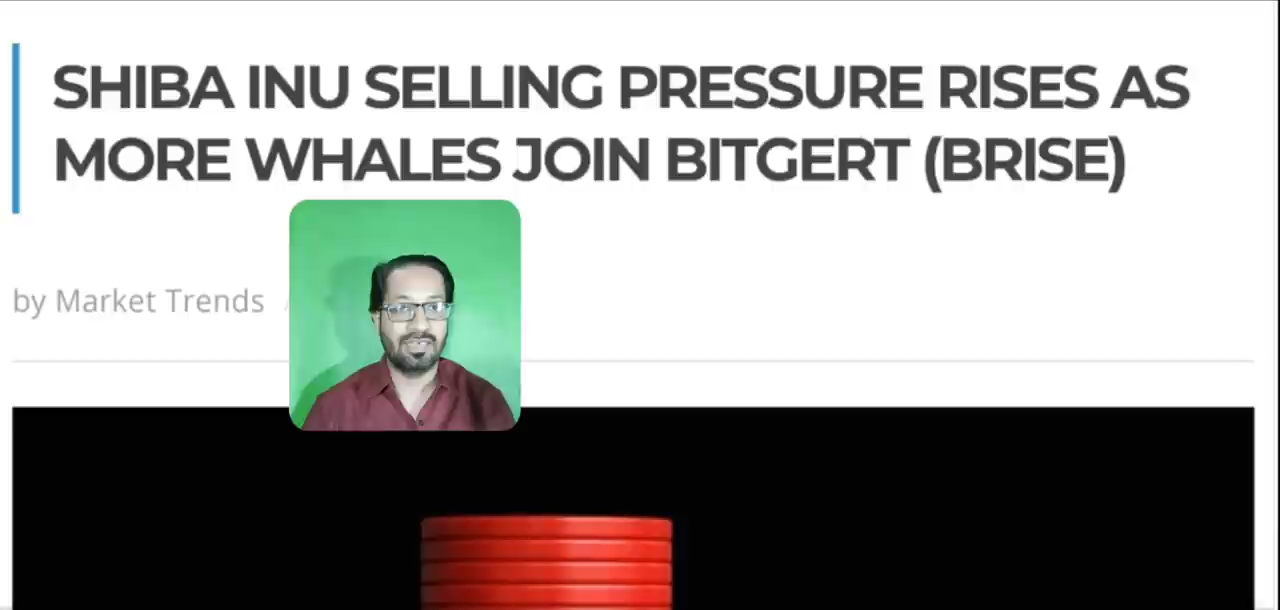 SHIBA INU SELLING PRESSURE RISES AS
MORE WHALES JOIN BITGERT (BRISE)
by Market Trends